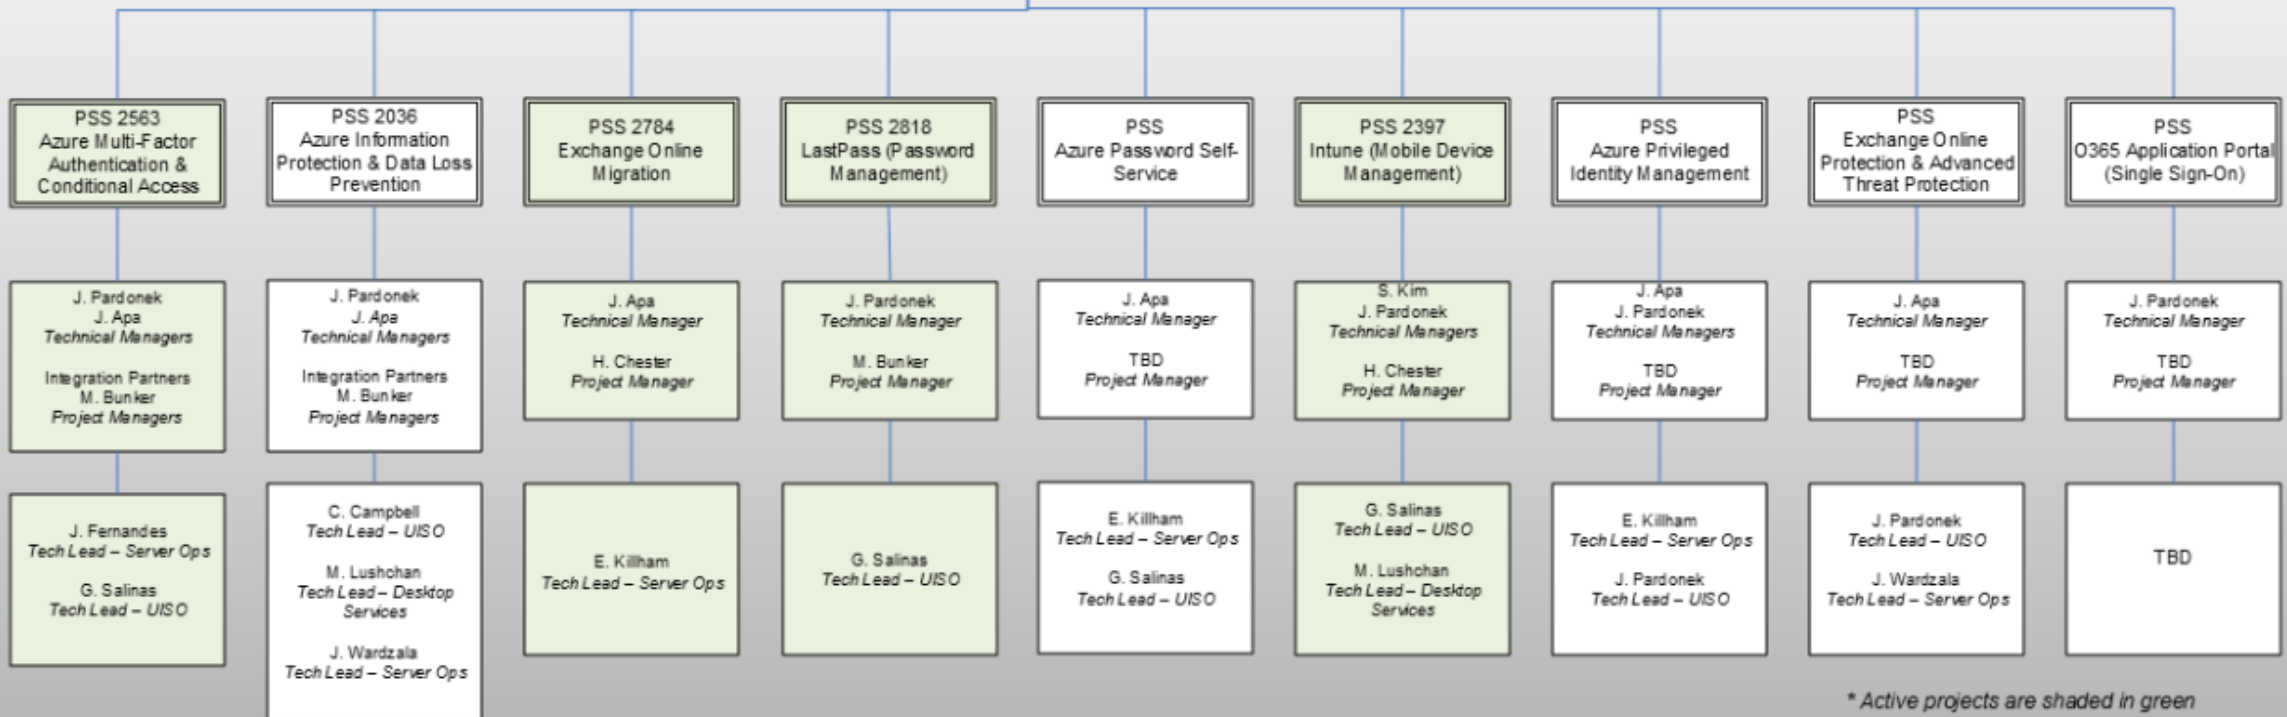 PSS 2563
Azure Multi-Factor
Authentication &
Conditional Access
PSS 2036
Azure Information
Protection & Data Loss
Prevention
PSS 2784
Exchange Online
Migration
PSS 2818
LastPass (Password
Management)
PSS
Azure Password Self-
Service
PSS 2397
Intune (Mobile Device
Management)
PSS
Azure Privileged
Identity Management
PSS
Exchange Online
Protection & Advanced
Threat Protection
PSS
O365 Application Portal
(Single Sign-On)
J. Pardonek
J. Apa
Technical Managers
Integration Partners
M. Bunker
Project Managers
J. Pardonek
J. Apa
Technical Managers
Integration Partners
M. Bunker
Project Managers
J. Apa
Technical Manager
H. Chester
Project Manager
J. Pardonek
Technical Manager
M. Bunker
Project Manager
J. Apa
Technical Manager
TBD
Project Manager
S. Kim
J. Pardonek
Technical Managers
H. Chester
Project Manager
J. Apa
J. Pardonek
Technical Managers
TBD
Project Manager
J. Apa
Technical Manager
TBD
Project Manager
J. Pardonek
Technical Manager
TBD
Project Manager
J. Fernandes
Tech Lead – Server Ops
G. Salinas
Tech Lead – UISO
C. Campbell
Tech Lead – UISO
M. Lushchan
Tech Lead – Desktop
Services
J. Wardzala
Tech Lead – Server Ops
E. Killham
Tech Lead – Server Ops
G. Salinas
Tech Lead – UISO
E. Killham
Tech Lead – Server Ops
G. Salinas
Tech Lead – UISO
G. Salinas
Tech Lead – UISO
M. Lushchan
Tech Lead – Desktop
Services
E. Killham
Tech Lead – Server Ops
J. Pardonek
Tech Lead – UISO
J. Pardonek
Tech Lead – UISO
J. Wardzala
Tech Lead – Server Ops
TBD
* Active projects are shaded in green